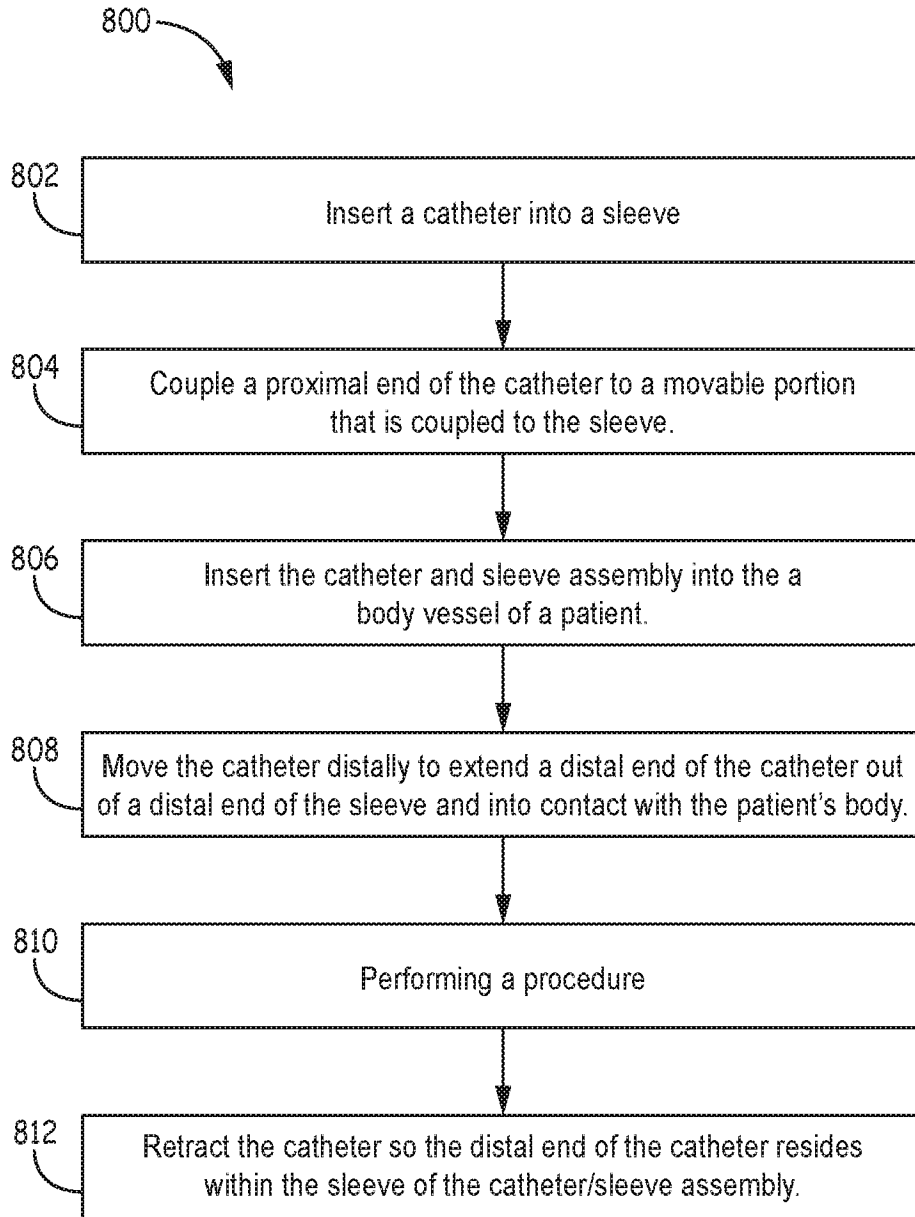 800
802
Insert a catheter into a sleeve
804
Couple a proximal end of the catheter to a movable portion
that is coupled to the sleeve.
806
Insert the catheter and sleeve assembly into the a
body vessel of a patient.
808
Move the catheter distally to extend a distal end of the catheter out
of a distal end of the sleeve and into contact with the patient's body.
810
Performing a procedure
812
Retract the catheter so the distal end of the catheter resides
within the sleeve of the catheter/sleeve assembly.